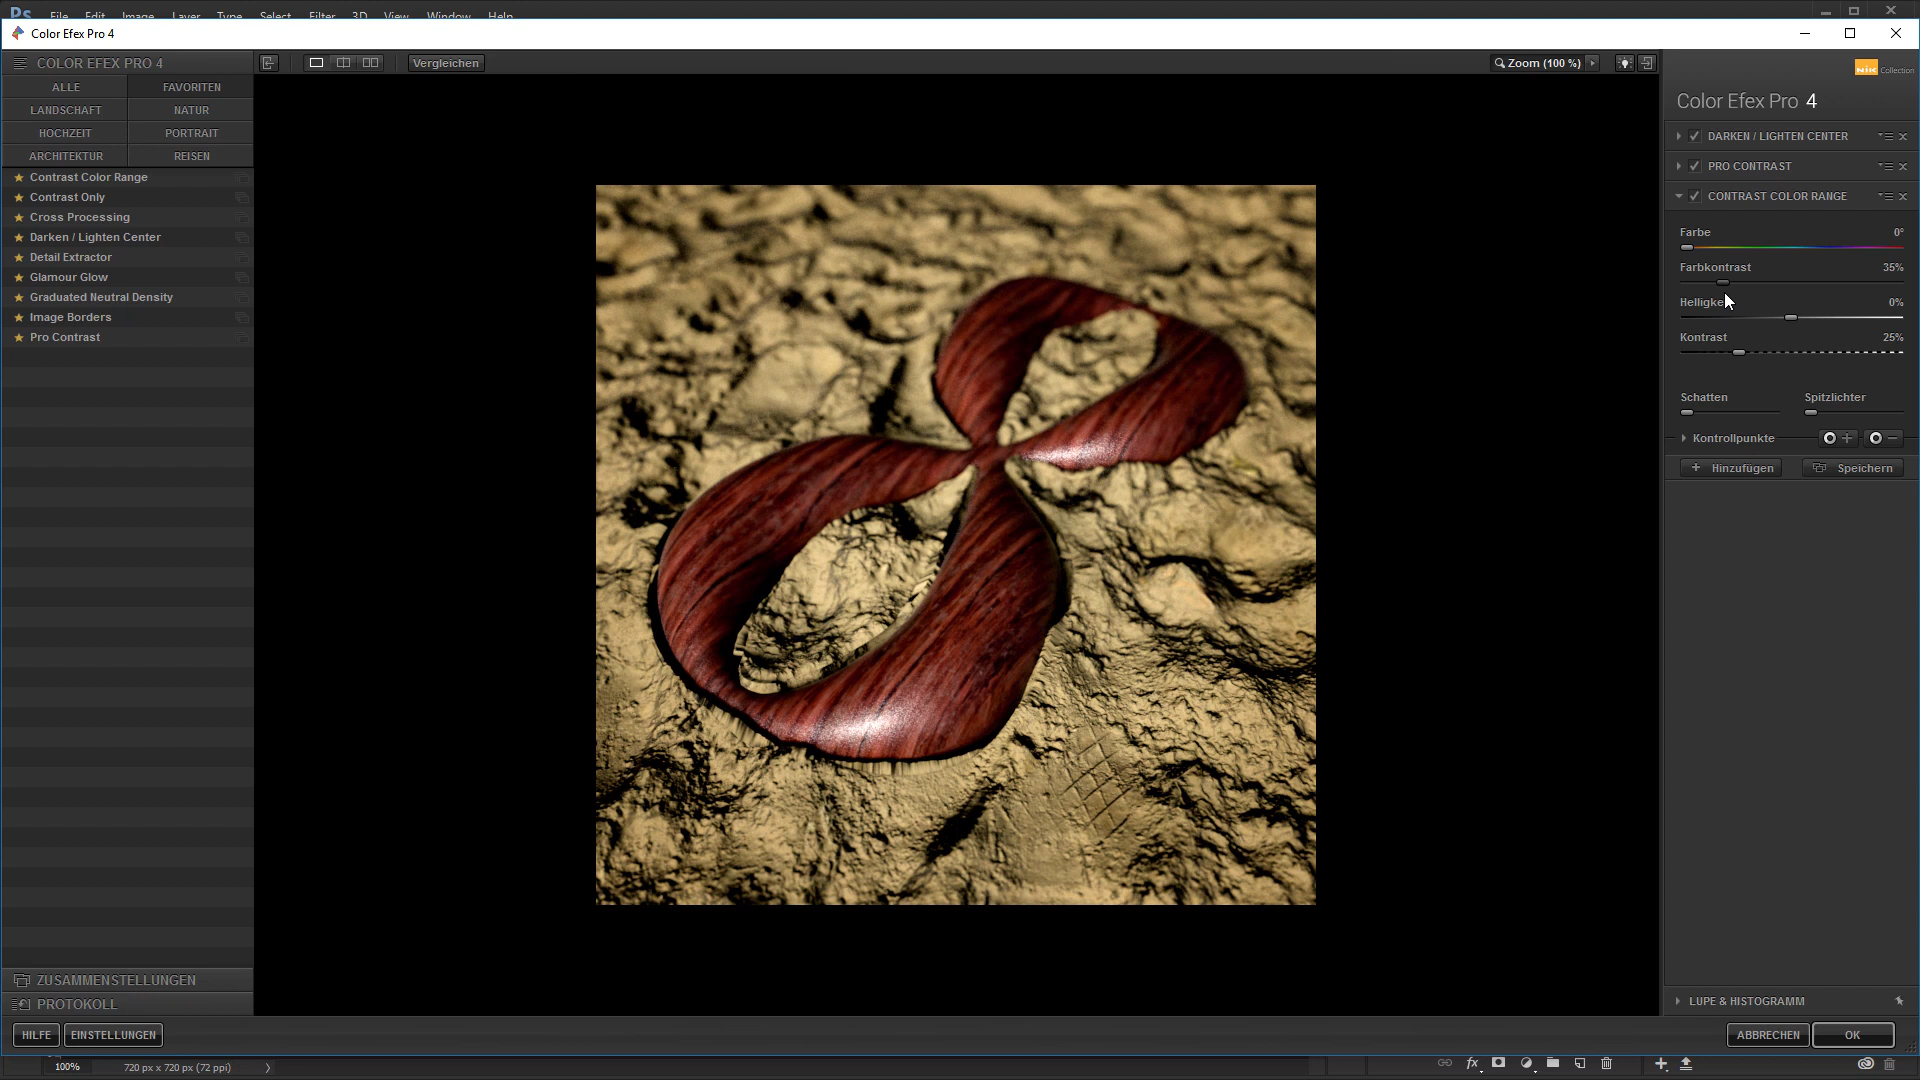 Ps File Edit Image Layer Type Select Filter 3D View Window Help
Color Efex Pro 4
COLOR EFEX PRO 4
Vergleichen
Zoom (100 %)
Nik Collection
ALLE FAVORITEN
LANDSCHAFT NATUR
HOCHZEIT PORTRAIT
ARCHITEKTUR REISEN
Contrast Color Range
Contrast Only
Cross Processing
Darken / Lighten Center
Detail Extractor
Glamour Glow
Graduated Neutral Density
Image Borders
Pro Contrast
ZUSAMMENSTELLUNGEN
PROTOKOLL
HILFE EINSTELLUNGEN
Color Efex Pro 4
DARKEN / LIGHTEN CENTER
PRO CONTRAST
CONTRAST COLOR RANGE
Farbe 0°
Farbkontrast 35%
0%
Kontrast 25%
Schatten Spitzlichter
Kontrollpunkte
Hinzufügen Speichern
LUPE & HISTOGRAMM
ABBRECHEN OK
100% 720 px x 720 px (72 ppi)
fx